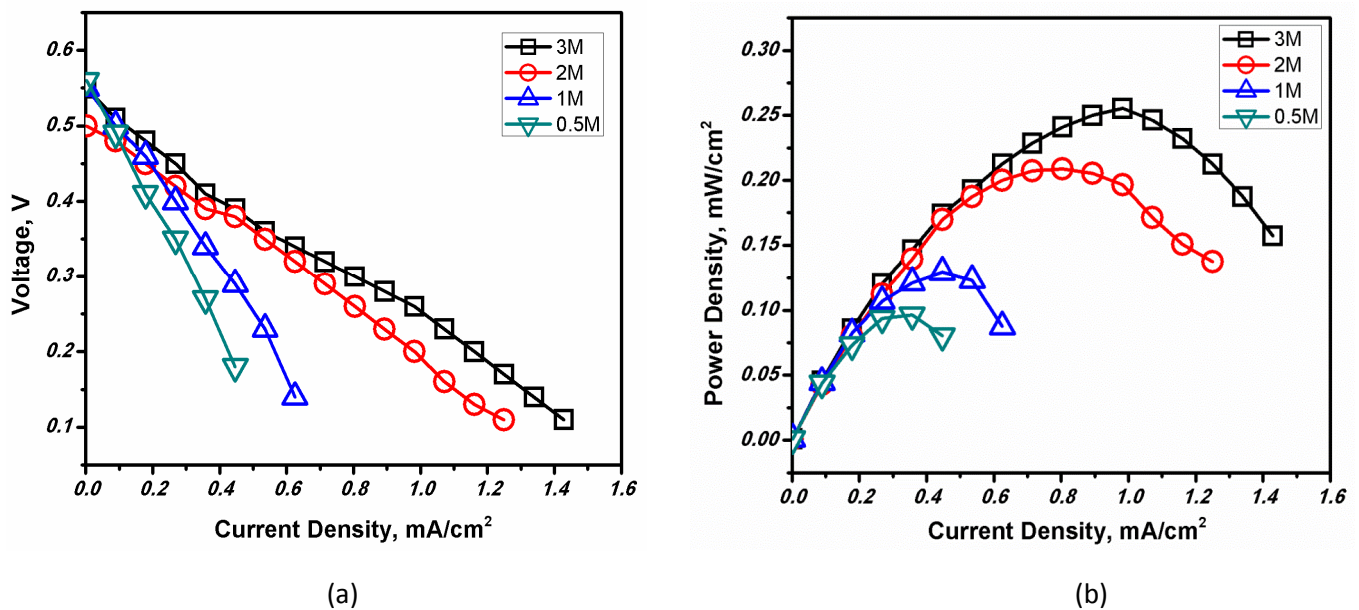 0.6
0.5
0.4
0.3
0.2
0.1
Voltage, V
3M
2M
1M
0.5M
0.0 0.2 0.4 0.6 0.8 1.0 1.2 1.4 1.6
Current Density, mA/cm²
(a)
0.30
0.25
0.20
0.15
0.10
0.05
0.00
Power Density, mW/cm²
3M
2M
1M
0.5M
0.0 0.2 0.4 0.6 0.8 1.0 1.2 1.4 1.6
Current Density, mA/cm²
(b)